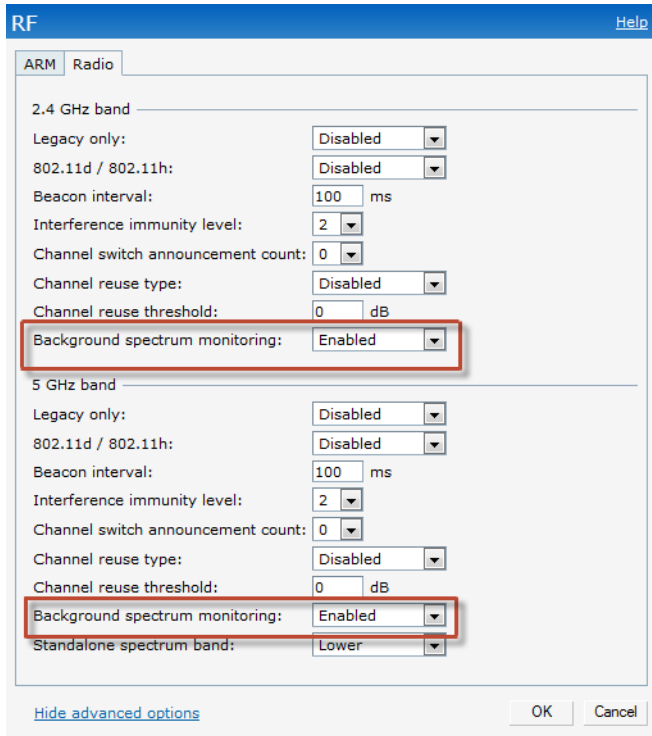 RF Help
ARM Radio
2.4 GHz band
Legacy only: Disabled
802.11d / 802.11h: Disabled
Beacon interval: 100 ms
Interference immunity level: 2
Channel switch announcement count: 0
Channel reuse type: Disabled
Channel reuse threshold: 0 dB
Background spectrum monitoring: Enabled
5 GHz band
Legacy only: Disabled
802.11d / 802.11h: Disabled
Beacon interval: 100 ms
Interference immunity level: 2
Channel switch announcement count: 0
Channel reuse type: Disabled
Channel reuse threshold: 0 dB
Background spectrum monitoring: Enabled
Standalone spectrum band: Lower
Hide advanced options OK Cancel